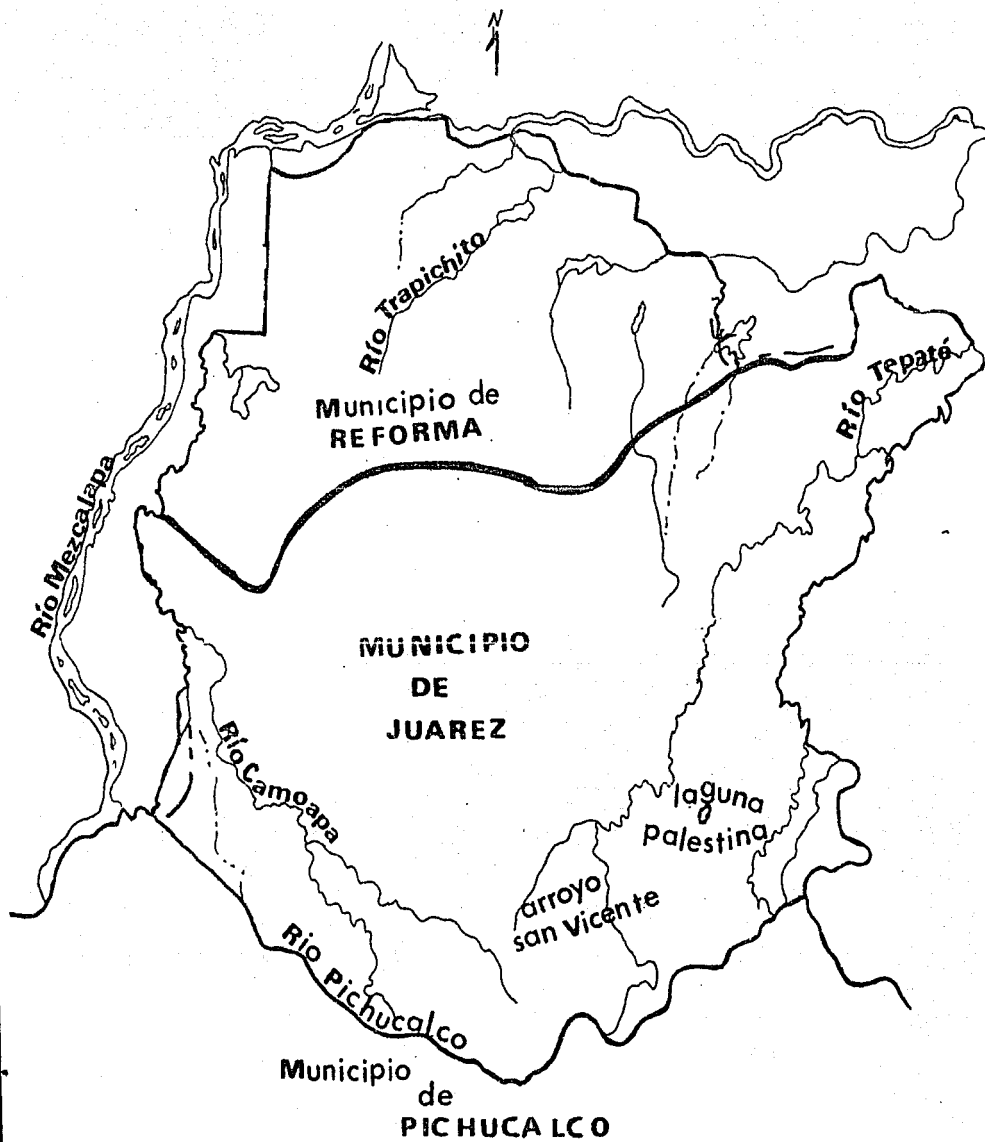 N
Río Trapichito
Río Tepaté
Municipio de
REFORMA
Río Mezcalapa
MUNICIPIO
DE
JUAREZ
Río Camoapa
laguna
palestina
arroyo
san Vicente
Río Pichucalco
Municipio
de
PICHUCALCO